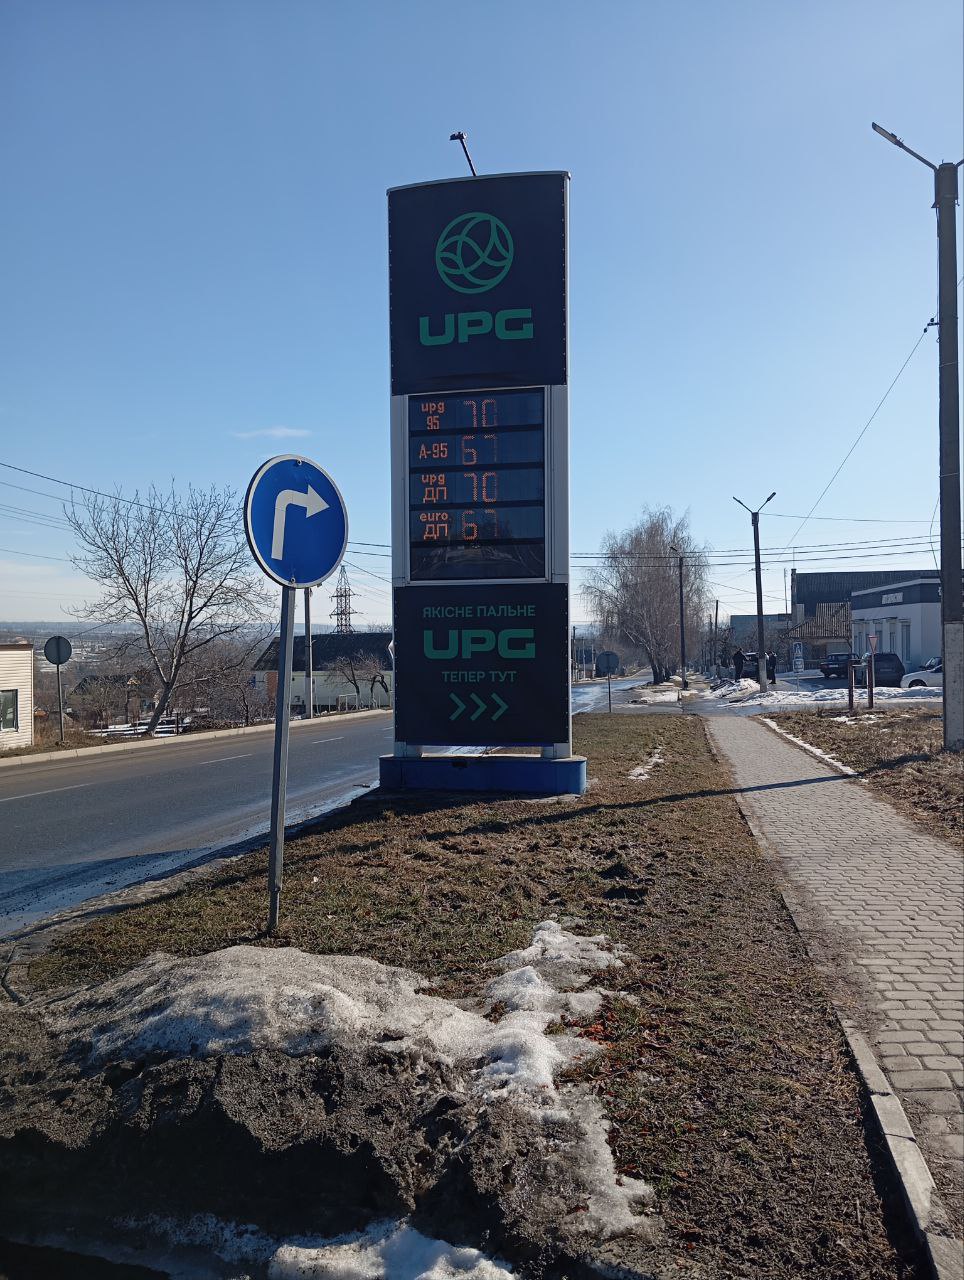 UPG
upg
95 70
A-95 67
upg
ДП 70
euro
ДП 67
ЯКІСНЕ ПАЛЬНЕ
UPG
ТЕПЕР ТУТ